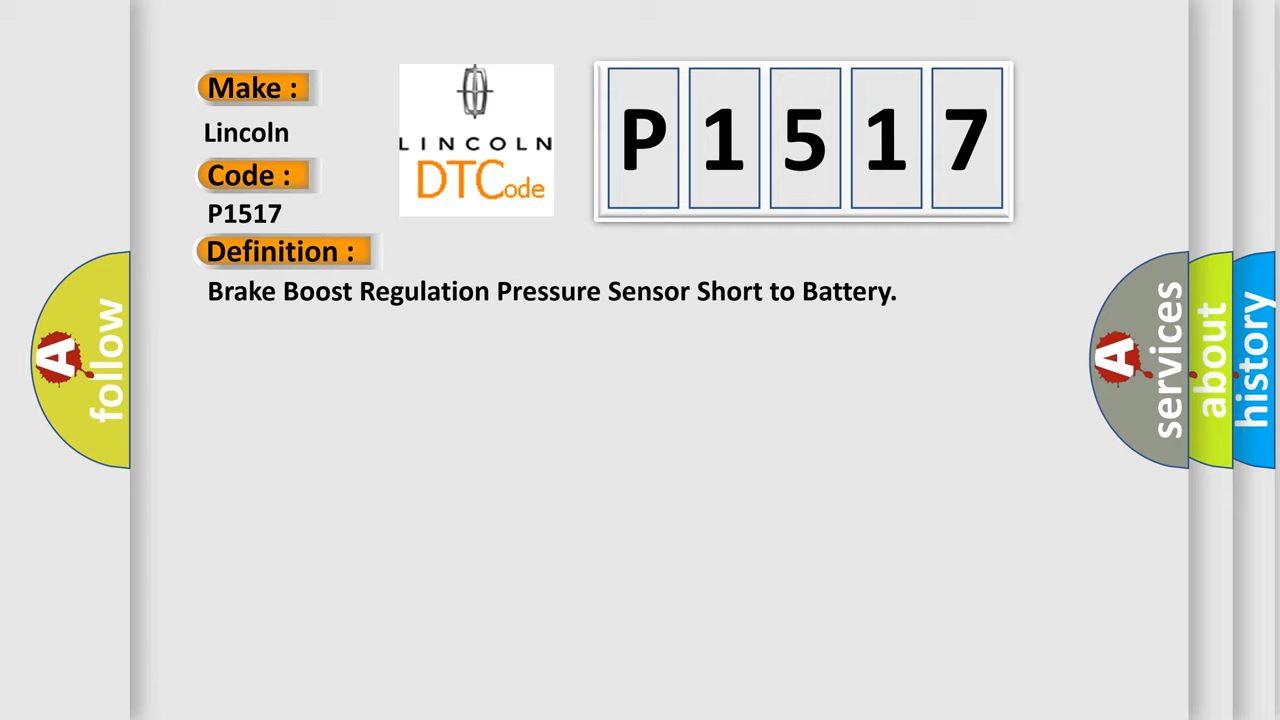 Make :
Lincoln
Code :
P1517
Definition :
Brake Boost Regulation Pressure Sensor Short to Battery.
LINCOLN
DTCode
P 1 5 1 7
A follow
A services
about
history